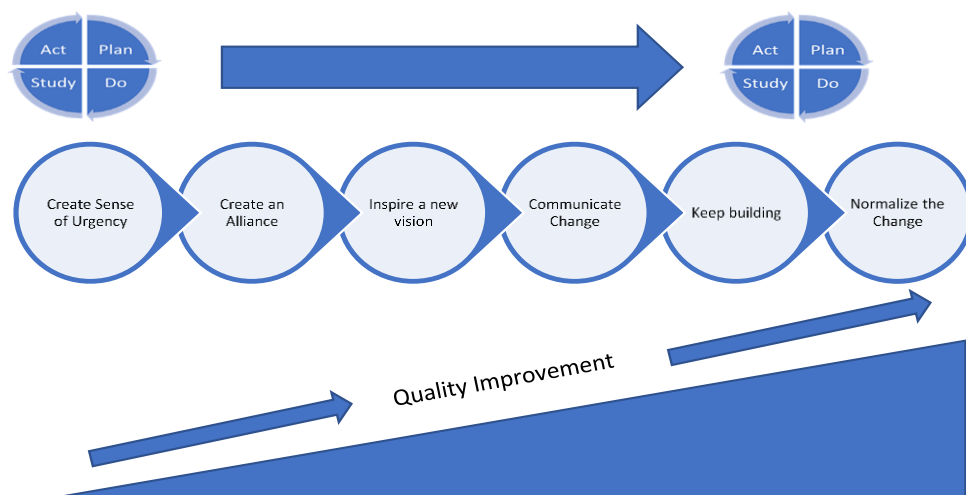 Act Plan
Study Do
Act Plan
Study Do
Create Sense
of Urgency
Create an
Alliance
Inspire a new
vision
Communicate
Change
Keep building
Normalize the
Change
Quality Improvement